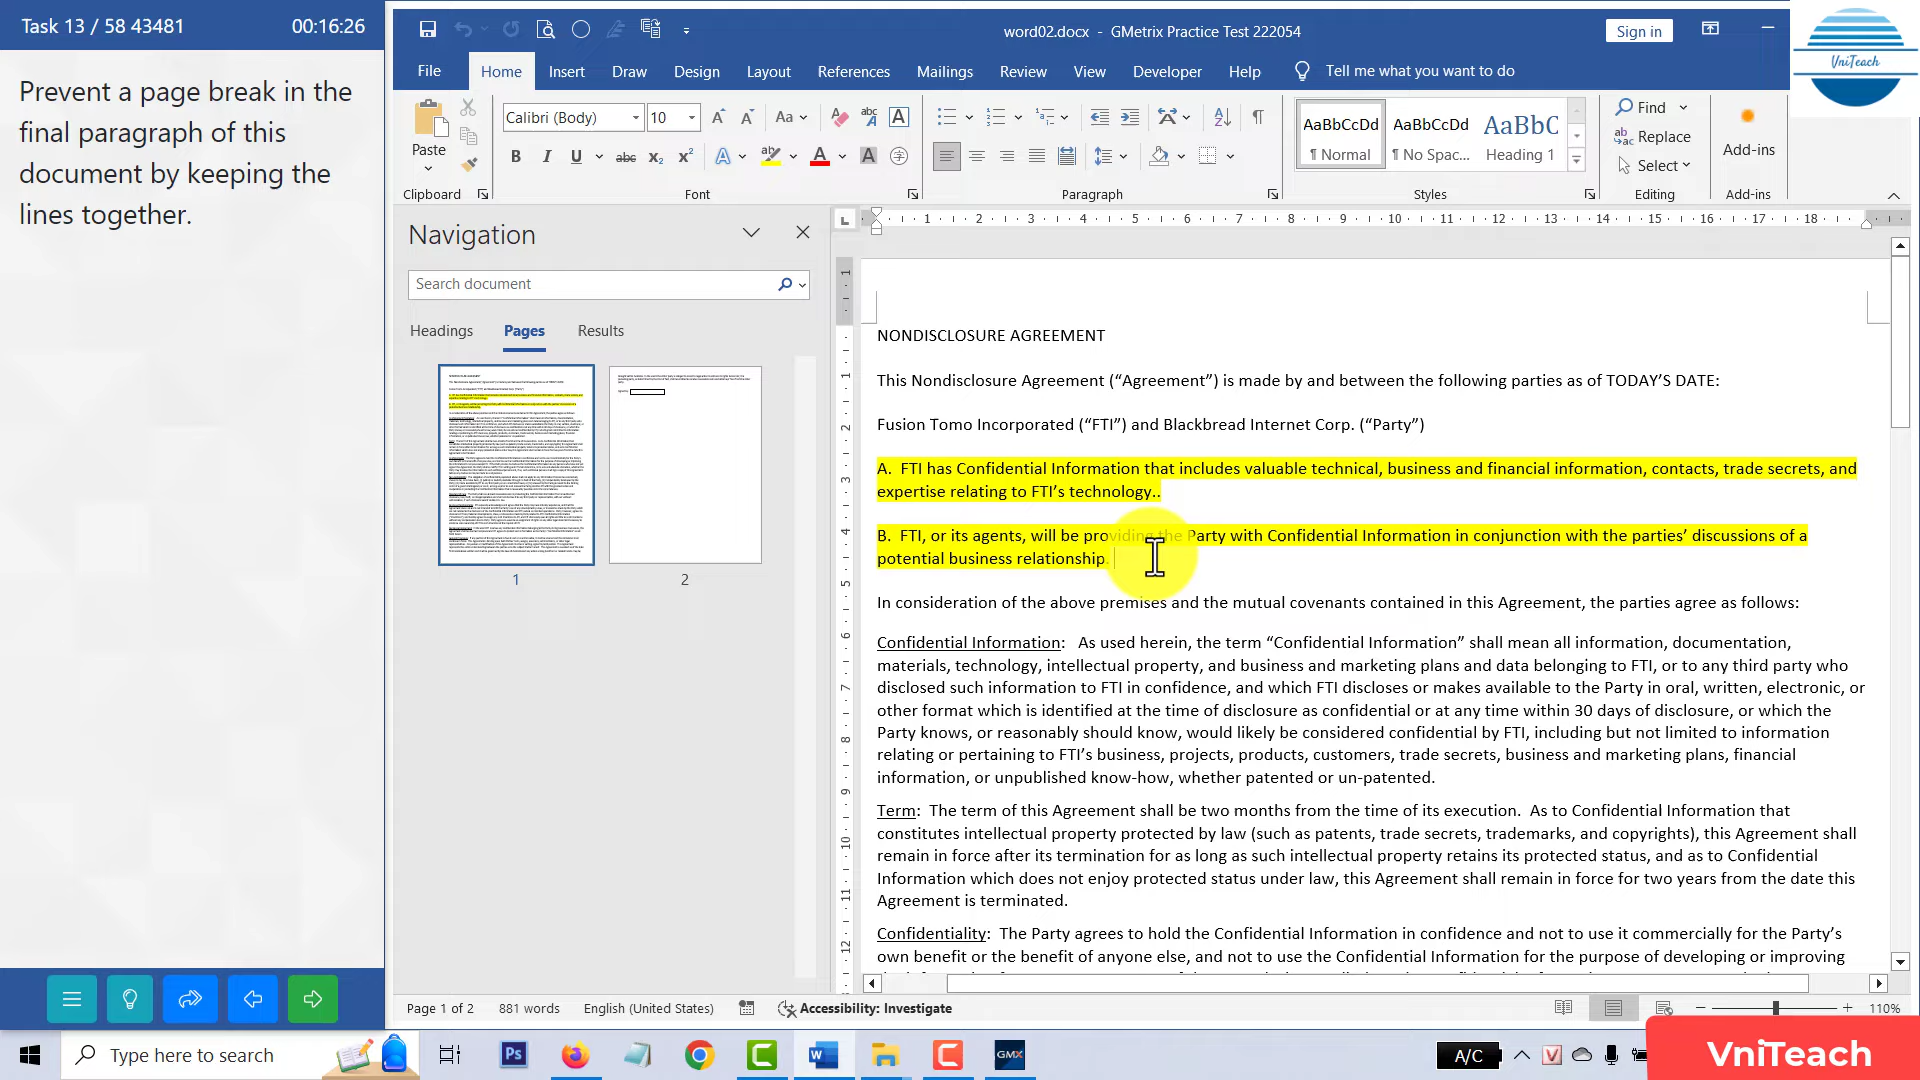 Task 13 / 58 43481
00:16:26
Prevent a page break in the
final paragraph of this
document by keeping the
lines together.
word02.docx - GMetrix Practice Test 222054
Sign in
VniTeach
File Home Insert Draw Design Layout References Mailings Review View Developer Help Tell me what you want to do
Paste
Calibri (Body)
10
AaBbCcDd
¶ Normal
AaBbCcDd
¶ No Spac...
AaBbC
Heading 1
Find
Replace
Select
Add-ins
Clipboard
Font
Paragraph
Styles
Editing
Add-ins
Navigation
Search document
Headings
Pages
Results
1
2
NONDISCLOSURE AGREEMENT
This Nondisclosure Agreement (“Agreement”) is made by and between the following parties as of TODAY’S DATE:
Fusion Tomo Incorporated (“FTI”) and Blackbread Internet Corp. (“Party”)
A.  FTI has Confidential Information that includes valuable technical, business and financial information, contacts, trade secrets, and
expertise relating to FTI’s technology..
B.  FTI, or its agents, will be providing the Party with Confidential Information in conjunction with the parties’ discussions of a
potential business relationship.
In consideration of the above premises and the mutual covenants contained in this Agreement, the parties agree as follows:
Confidential Information:   As used herein, the term “Confidential Information” shall mean all information, documentation,
materials, technology, intellectual property, and business and marketing plans and data belonging to FTI, or to any third party who
disclosed such information to FTI in confidence, and which FTI discloses or makes available to the Party in oral, written, electronic, or
other format which is identified at the time of disclosure as confidential or at any time within 30 days of disclosure, or which the
Party knows, or reasonably should know, would likely be considered confidential by FTI, including but not limited to information
relating or pertaining to FTI’s business, projects, products, customers, trade secrets, business and marketing plans, financial
information, or unpublished know-how, whether patented or un-patented.
Term:  The term of this Agreement shall be two months from the time of its execution.  As to Confidential Information that
constitutes intellectual property protected by law (such as patents, trade secrets, trademarks, and copyrights), this Agreement shall
remain in force after its termination for as long as such intellectual property retains its protected status, and as to Confidential
Information which does not enjoy protected status under law, this Agreement shall remain in force for two years from the date this
Agreement is terminated.
Confidentiality:  The Party agrees to hold the Confidential Information in confidence and not to use it commercially for the Party’s
own benefit or the benefit of anyone else, and not to use the Confidential Information for the purpose of developing or improving
Page 1 of 2
881 words
English (United States)
Accessibility: Investigate
110%
Type here to search
A/C
VniTeach